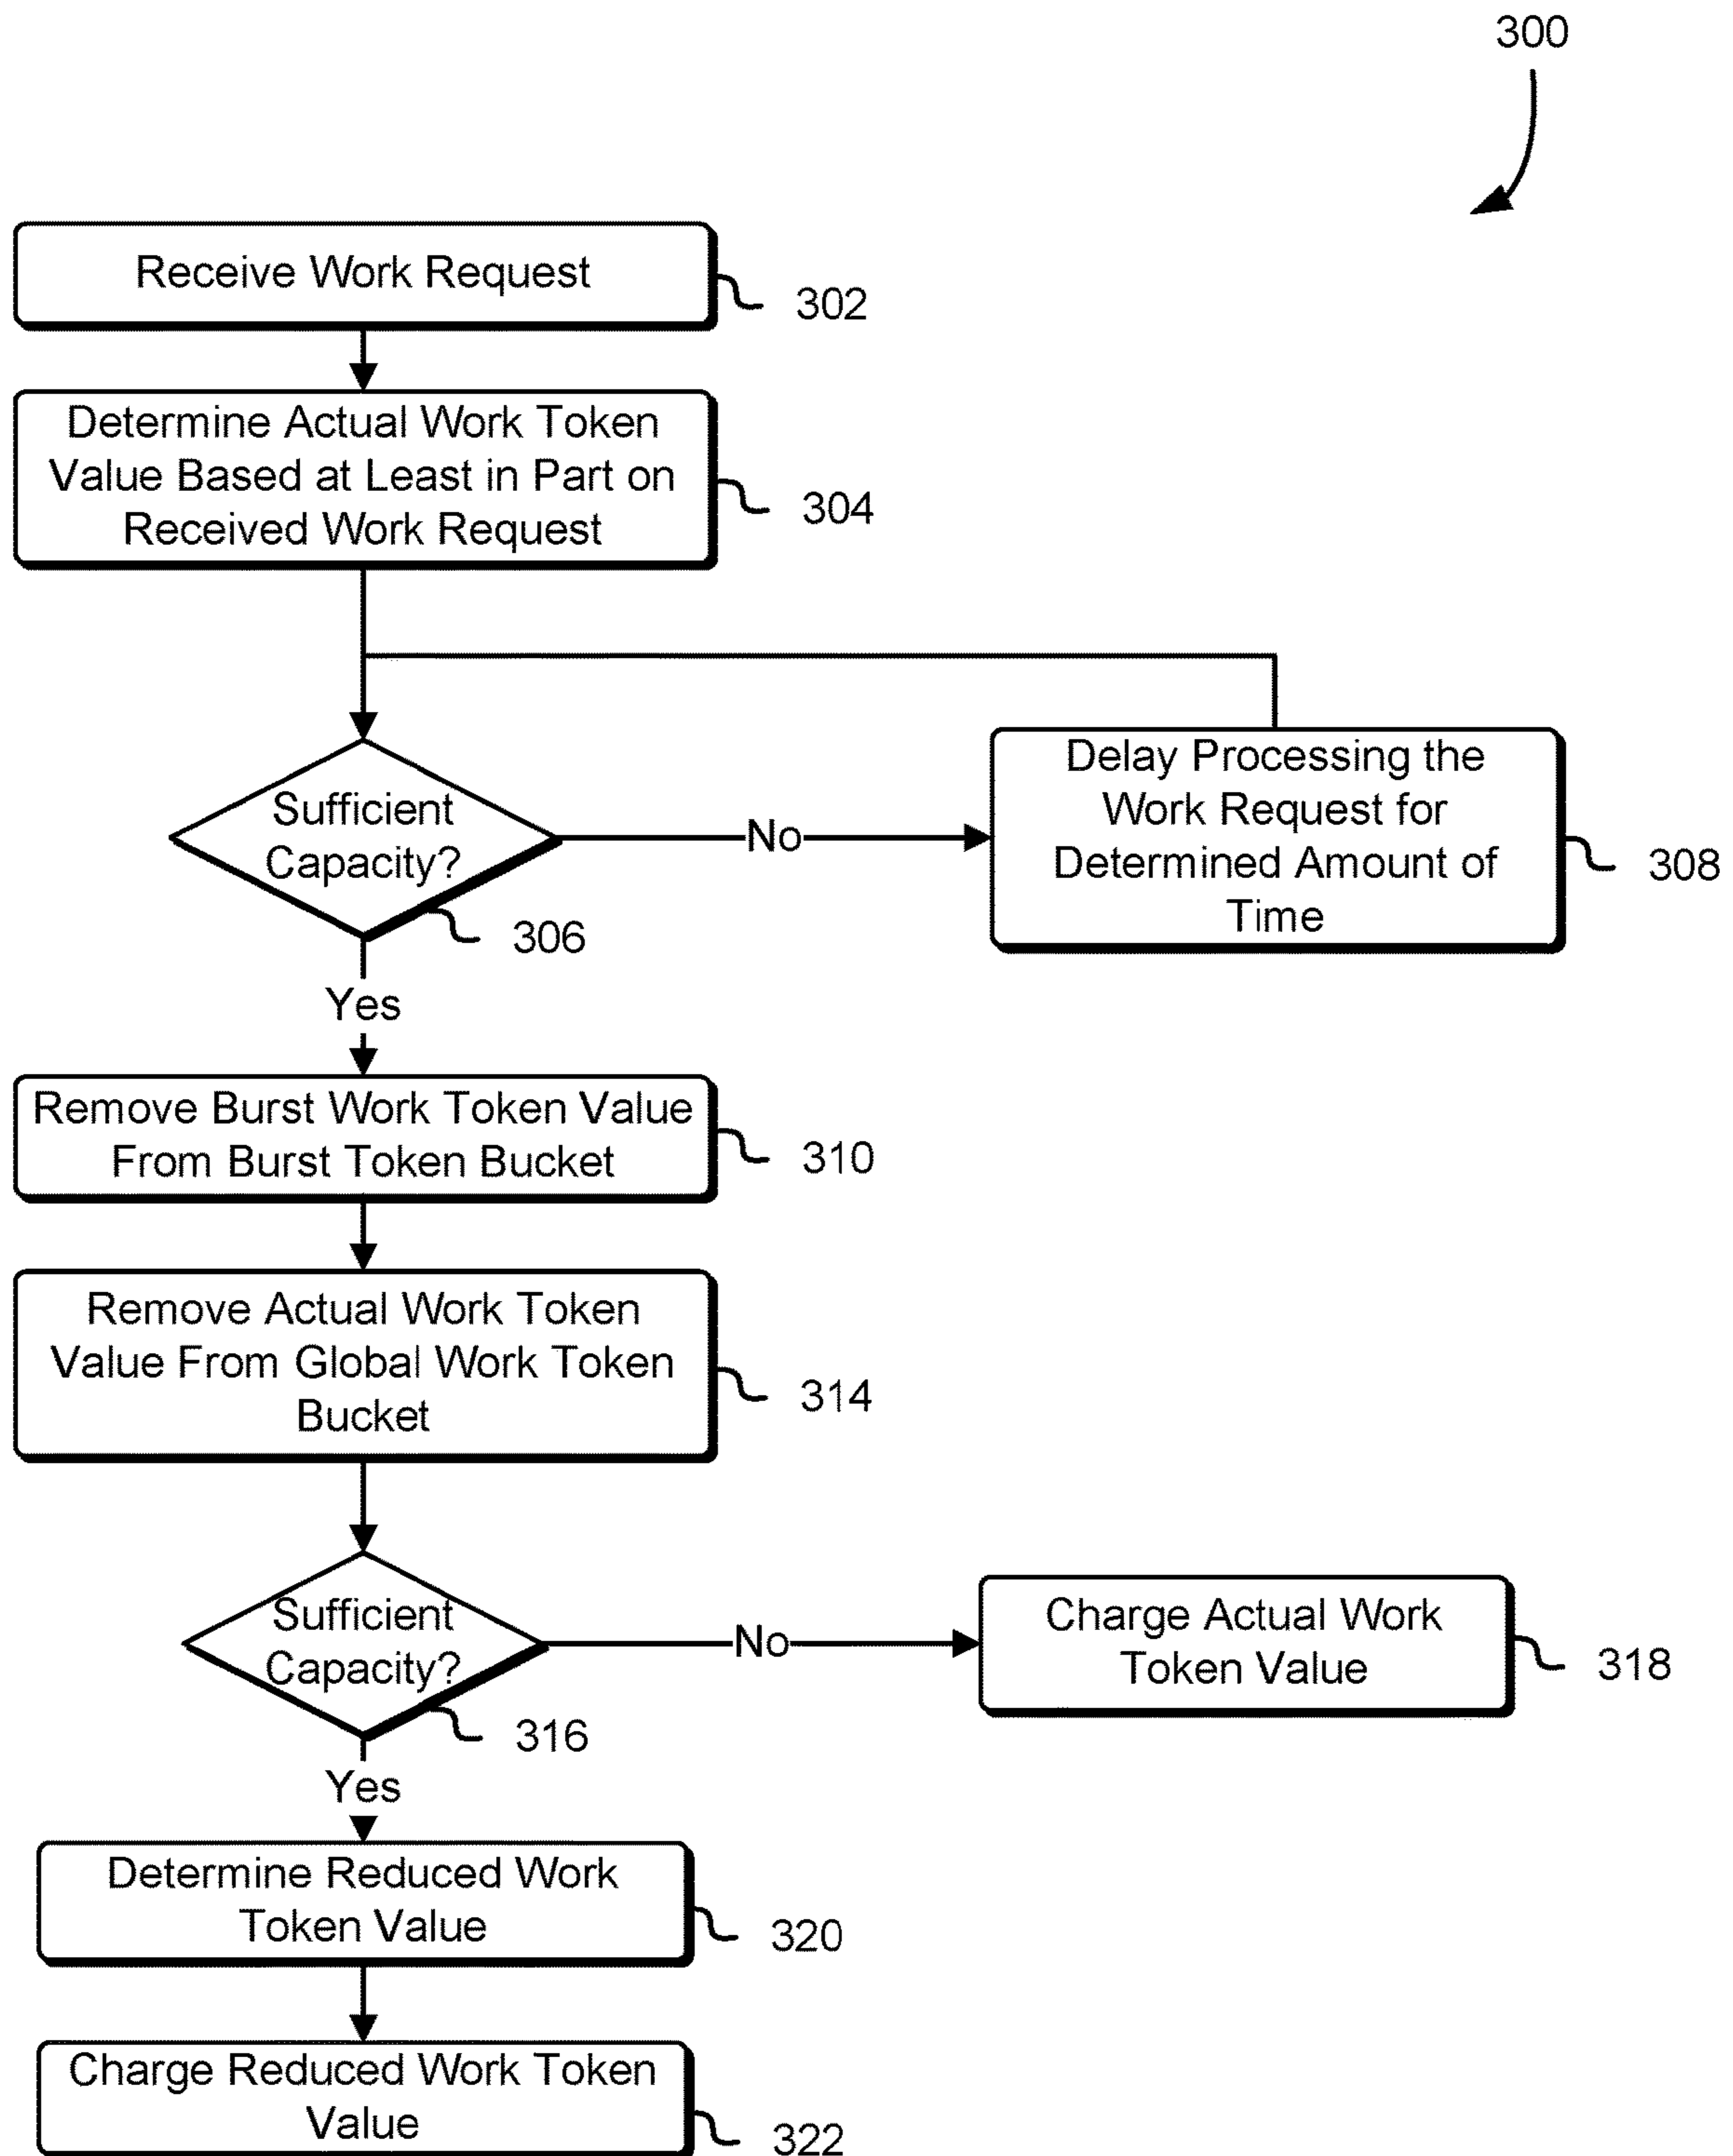 300
Receive Work Request
302
Determine Actual Work Token
Value Based at Least in Part on
Received Work Request
304
Sufficient
Capacity?
306
No
Delay Processing the
Work Request for
Determined Amount of
Time
308
Yes
Remove Burst Work Token Value
From Burst Token Bucket
310
Remove Actual Work Token
Value From Global Work Token
Bucket
314
Sufficient
Capacity?
316
No
Charge Actual Work
Token Value
318
Yes
Determine Reduced Work
Token Value
320
Charge Reduced Work Token
Value
322